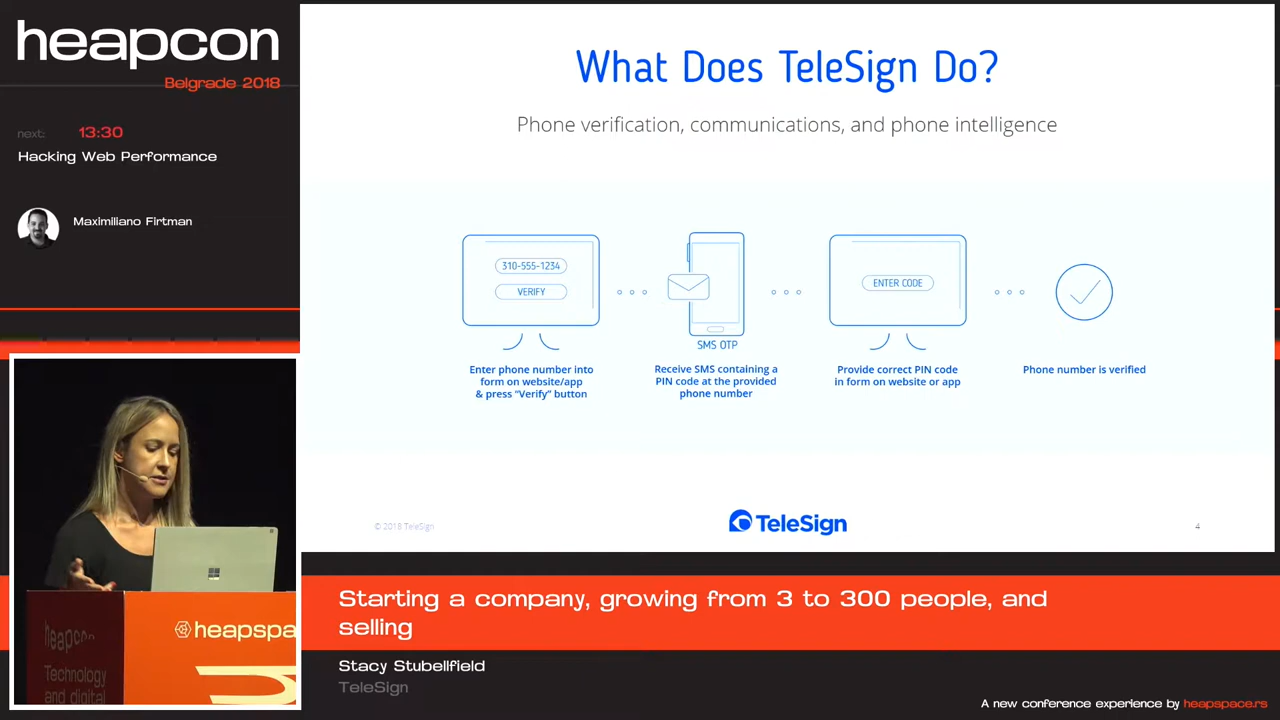 heapcon
Belgrade 2018
next: 13:30
Hacking Web Performance
Maximiliano Firtman
What Does TeleSign Do?
Phone verification, communications, and phone intelligence
310-555-1234
VERIFY
SMS OTP
ENTER CODE
Enter phone number into
form on website/app
& press "Verify" button
Receive SMS containing a
PIN code at the provided
phone number
Provide correct PIN code
in form on website or app
Phone number is verified
© 2018 TeleSign
TeleSign
4
heapcon
Technology
and digital
heapspa
Starting a company, growing from 3 to 300 people, and
selling
Stacy Stubellfield
TeleSign
A new conference experience by heapspace.rs